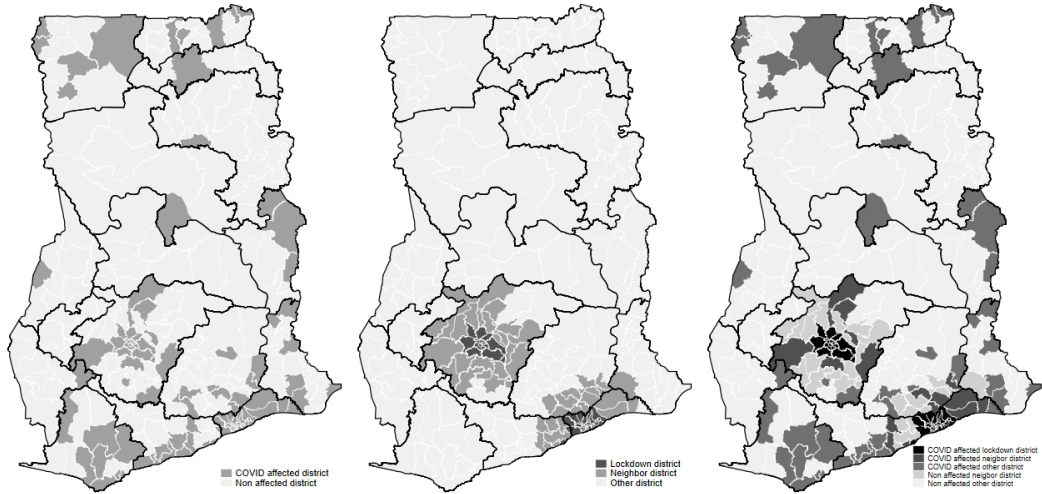 COVID affected district
Non affected district
Lockdown district
Neighbor district
Other district
COVID affected lockdown district
COVID affected neigbor district
COVID affected other district
Non affected neigbor district
Non affected other district